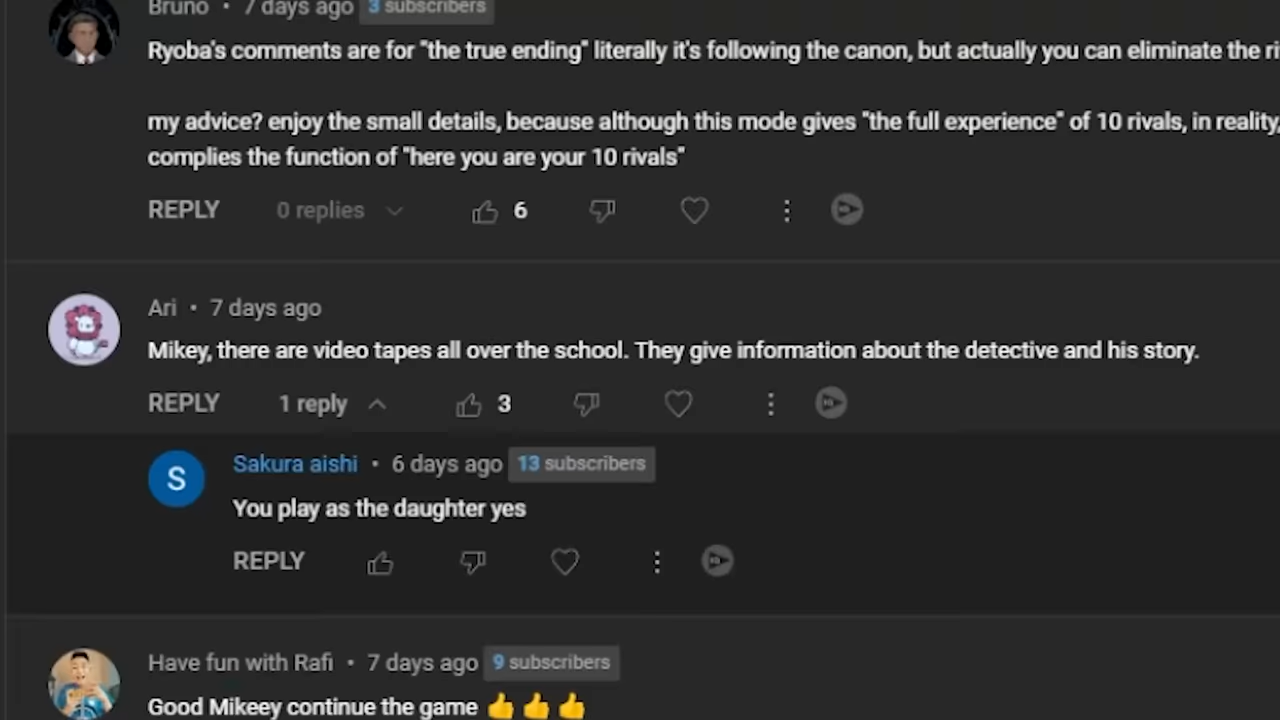 Bruno • 7 days ago 3 subscribers
Ryoba's comments are for "the true ending" literally it's following the canon, but actually you can eliminate the
my advice? enjoy the small details, because although this mode gives "the full experience" of 10 rivals, in reality,
complies the function of "here you are your 10 rivals"
REPLY 0 replies 6
Ari • 7 days ago
Mikey, there are video tapes all over the school. They give information about the detective and his story.
REPLY 1 reply 3
S Sakura aishi • 6 days ago 13 subscribers
You play as the daughter yes
REPLY
Have fun with Rafi • 7 days ago 9 subscribers
Good Mikeey continue the game 👍👍👍